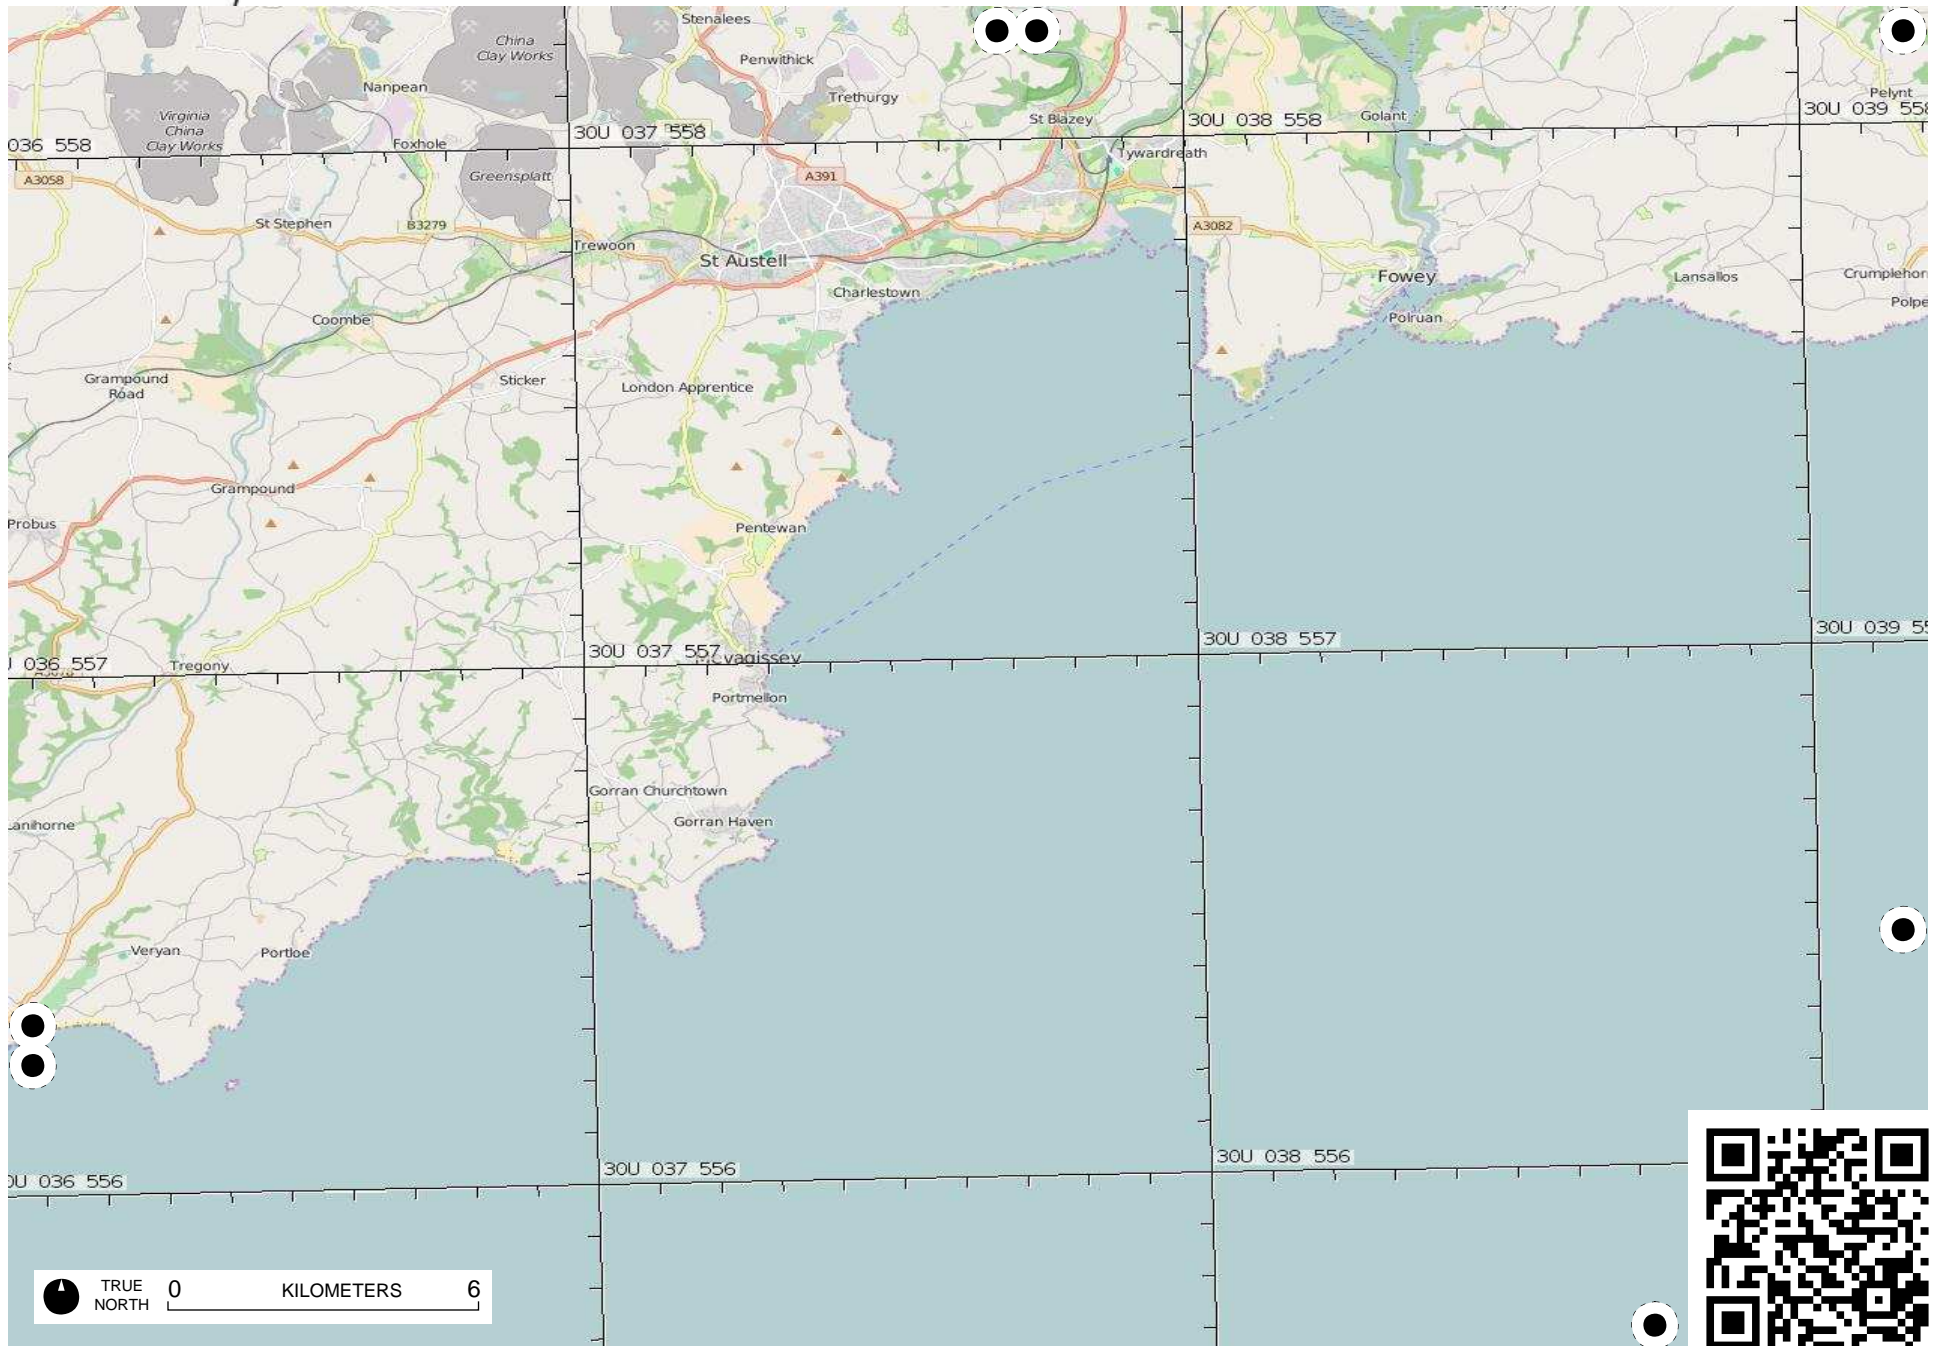 Stenalees
China
Clay Works
Penwithick
Nanpean
Trethurgy
Pelynt
Virginia
China
Clay Works
St Blazey
Golant
30U 039 558
30U 038 558
30U 037 558
036 558
Foxhole
Tywardreath
A3058
Greensplatt
A391
St Stephen
B3279
A3082
Trewoon
St Austell
Fowey
Lansallos
Crumplehor
Charlestown
Polpe
Coombe
Polruan
Grampound
Road
Sticker
London Apprentice
Grampound
Probus
Pentewan
30U 039 55
30U 038 557
30U 037 557
Mevagissey
U 036 557
Tregony
Portmellon
Gorran Churchtown
Gorran Haven
Lanihorne
Veryan
Portloe
30U 038 556
30U 037 556
0U 036 556
TRUE
NORTH
0 KILOMETERS 6